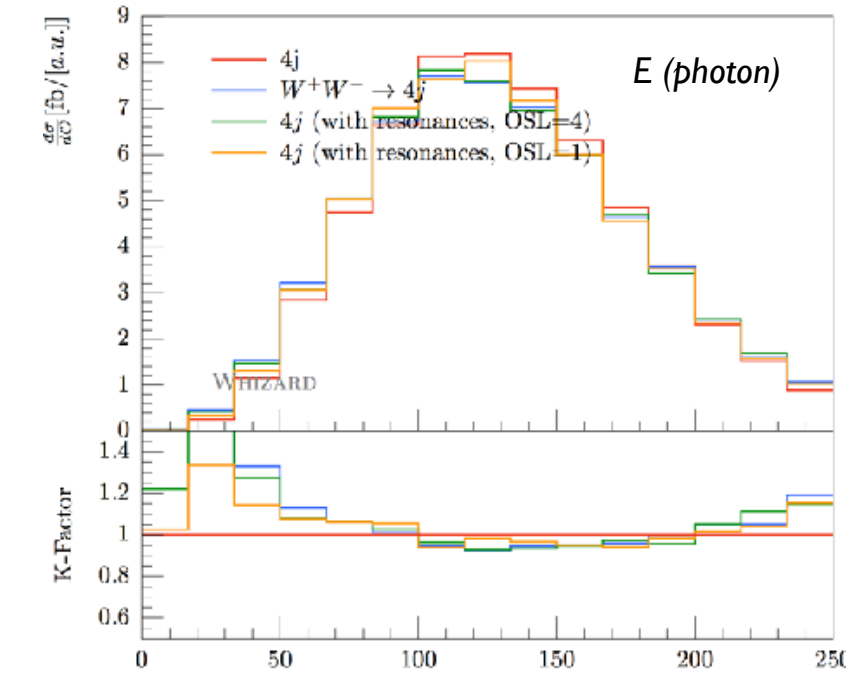 9
8
7
6
5
4
3
2
1
0
dσ/dO [fb/[a.u.]]
4j
W⁺W⁻ → 4j
4j (with resonances, OSL=4)
4j (with resonances, OSL=1)
E (photon)
WHIZARD
1.4
1.2
1
0.8
0.6
K-Factor
0 50 100 150 200 250